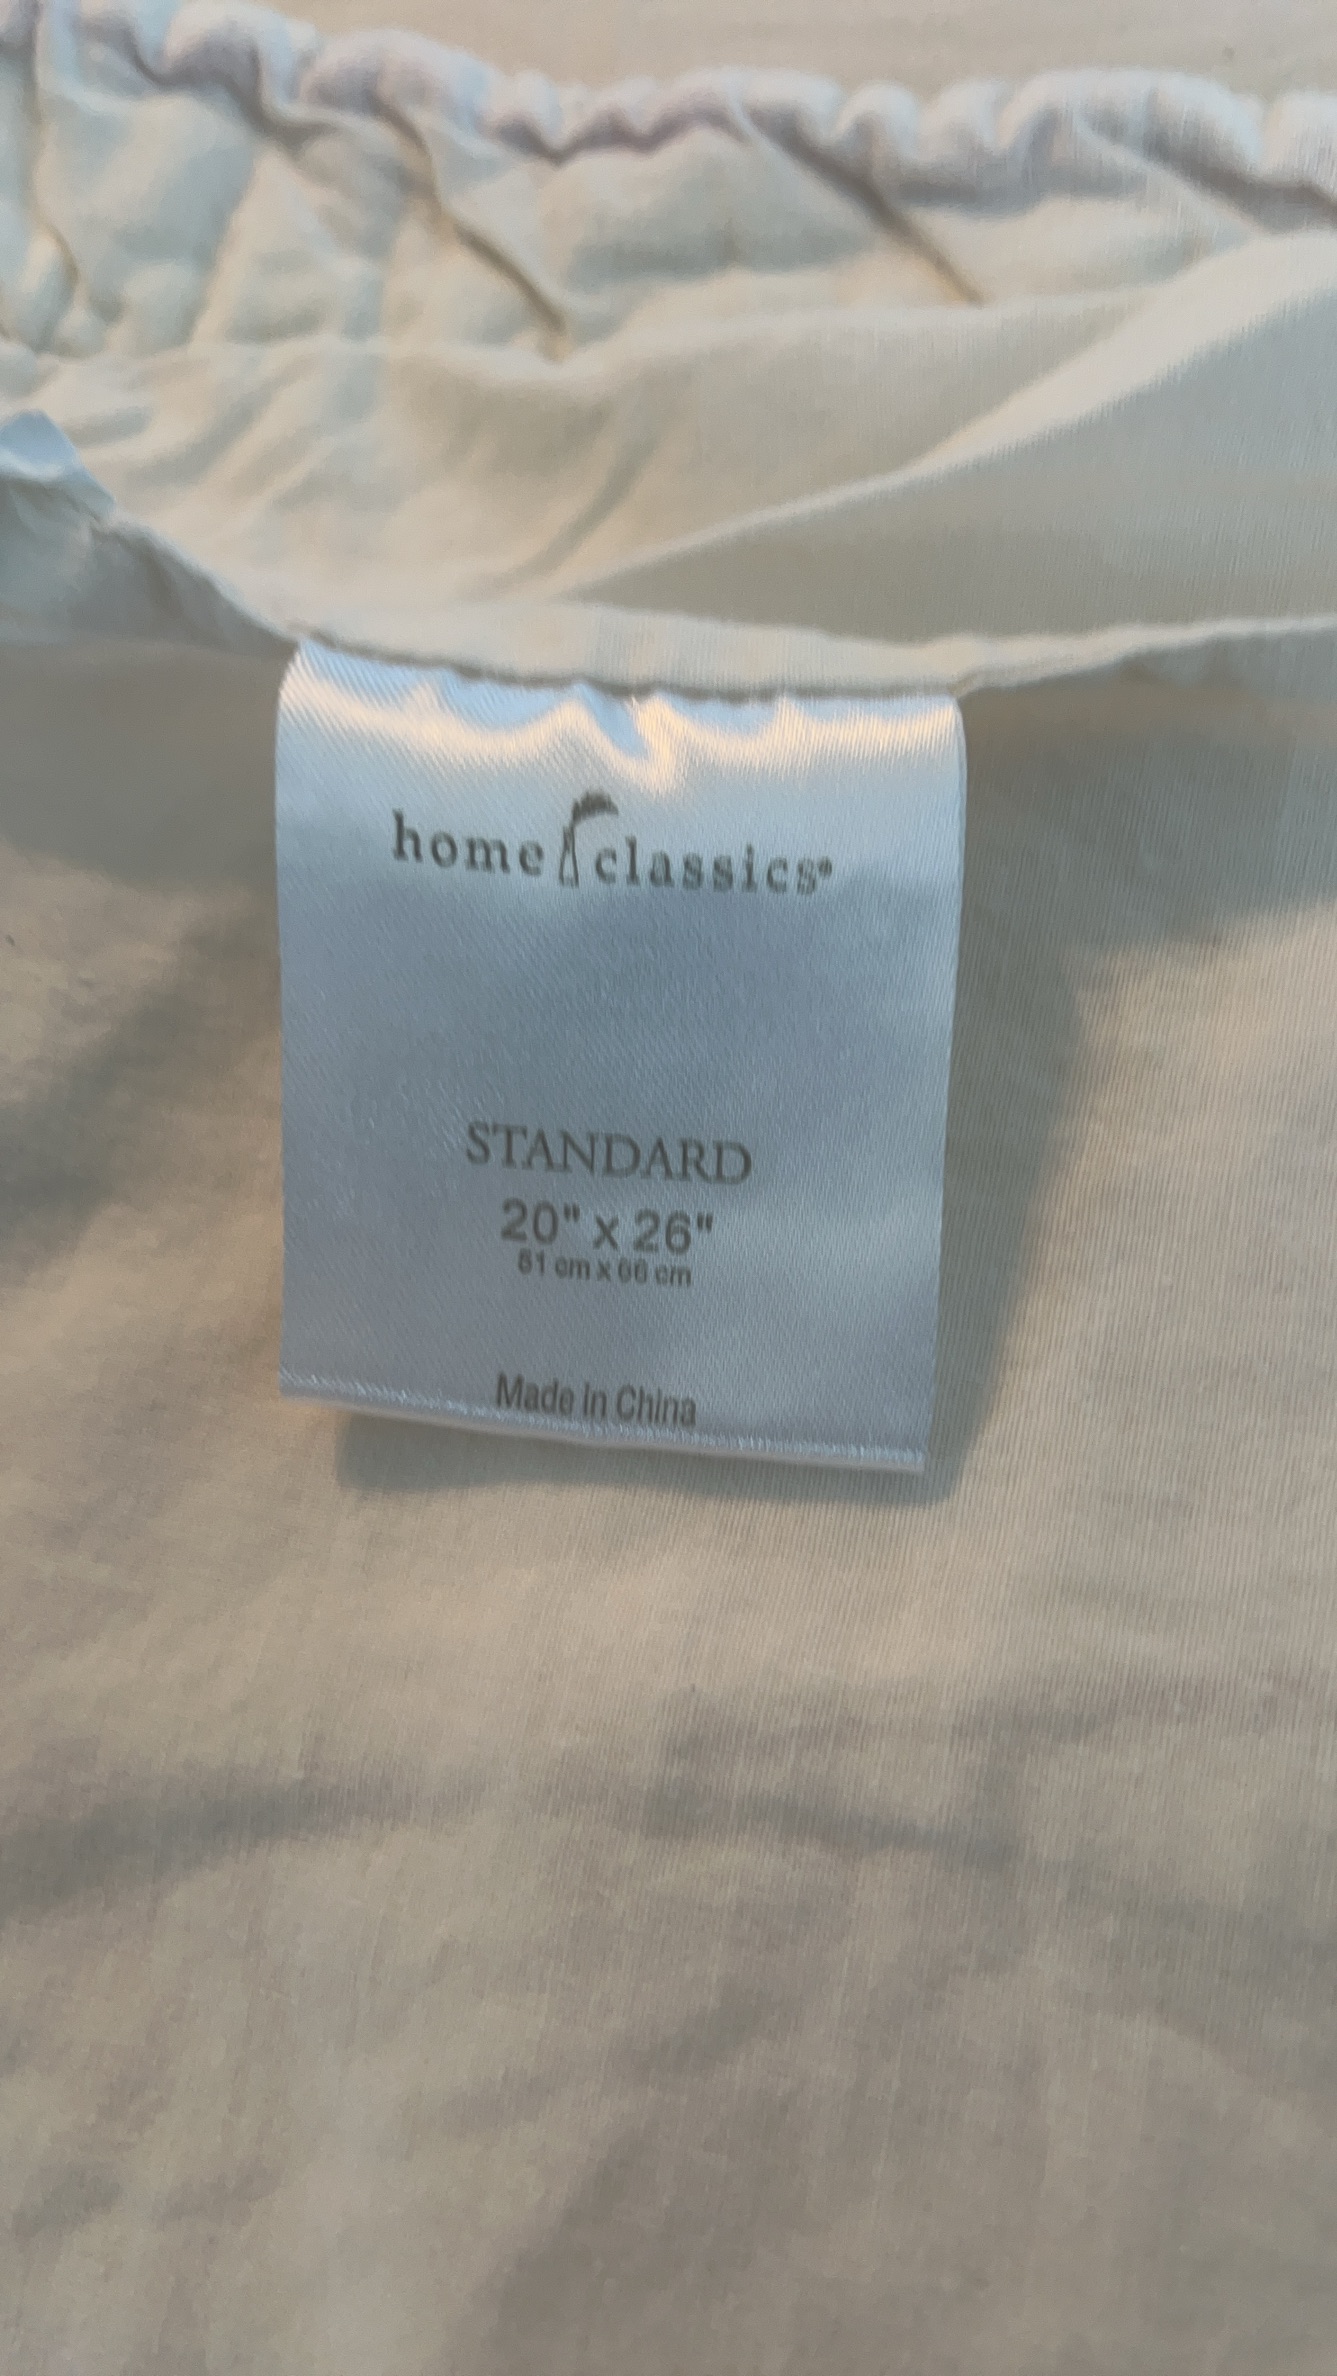 home classics®
STANDARD
20" x 26"
51 cm x 66 cm
Made in China